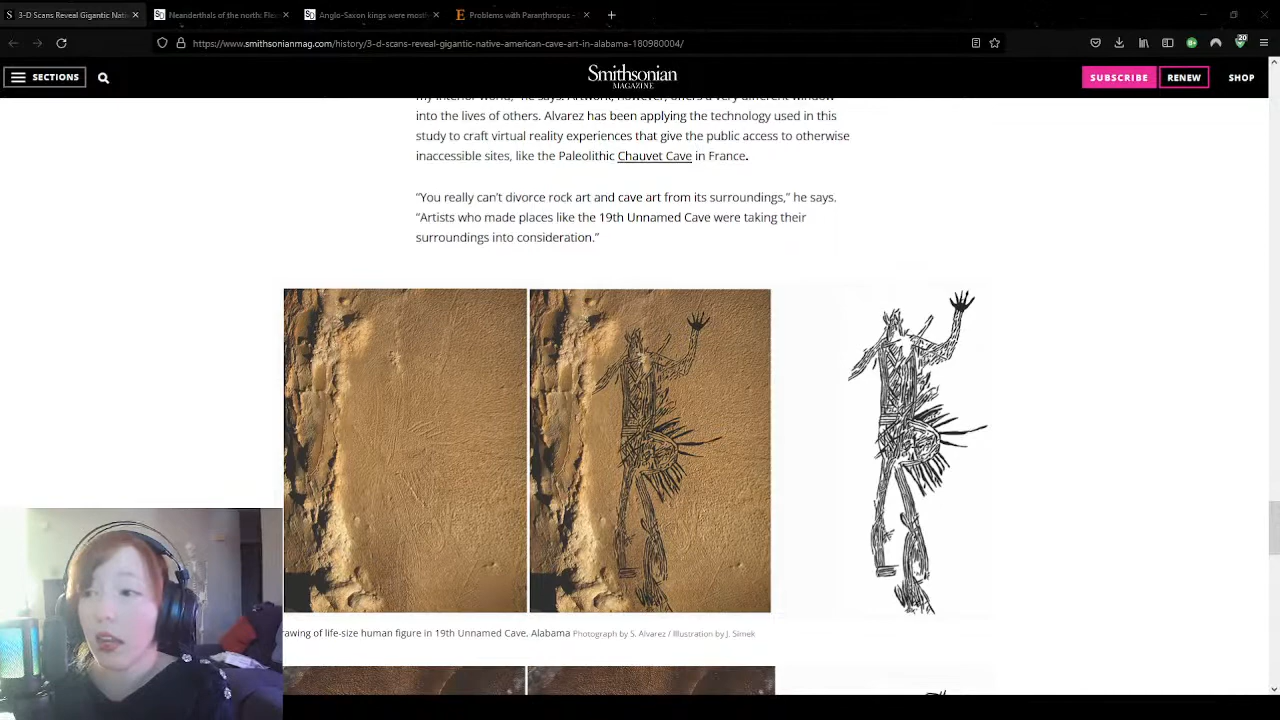 3-D Scans Reveal Gigantic Nati
Neanderthals of the north: Flex
Anglo-Saxon kings were mostly
Problems with Paranthropus -
https://www.smithsonianmag.com/history/3-d-scans-reveal-gigantic-native-american-cave-art-in-alabama-180980004/
20
SECTIONS
Smithsonian
MAGAZINE
SUBSCRIBE
RENEW
SHOP
my interior world," he says. Artwork, however, offers a very different window
into the lives of others. Alvarez has been applying the technology used in this
study to craft virtual reality experiences that give the public access to otherwise
inaccessible sites, like the Paleolithic Chauvet Cave in France.
“You really can’t divorce rock art and cave art from its surroundings,” he says.
“Artists who made places like the 19th Unnamed Cave were taking their
surroundings into consideration.”
rawing of life-size human figure in 19th Unnamed Cave, Alabama Photograph by S. Alvarez / Illustration by J. Simek